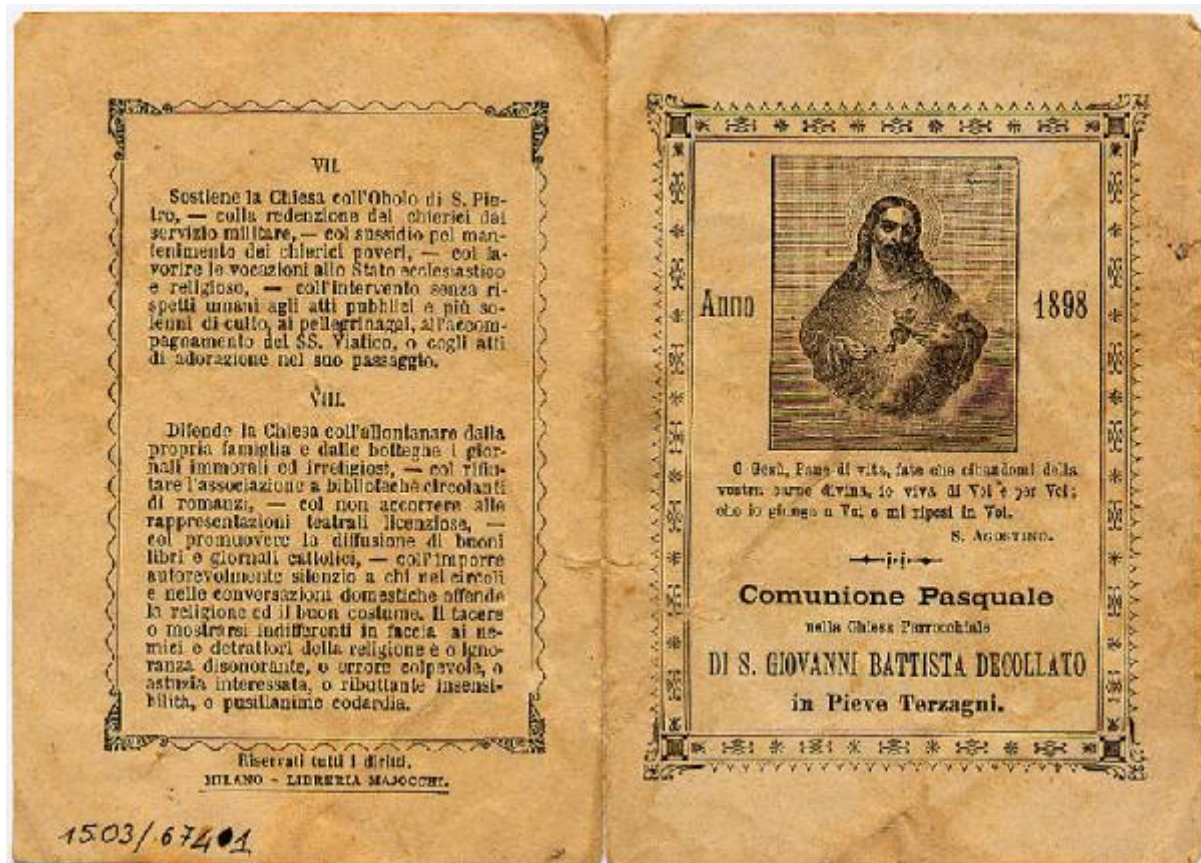 VII.
Sostiene la Chiesa coll'Obolo di S. Pie-
tro, — colla redenzione dei chierici dal
servizio militare, — col sussidio pel man-
tenimento dei chierici poveri, — col fa-
vorire le vocazioni allo Stato ecclesiastico
e religioso, — coll'intervento senza ri-
spetti umani agli atti pubblici e più so-
lenni di culto, ai pellegrinaggi, all'accom-
pagnamento del SS. Viatico, o cogli atti
di adorazione nel suo passaggio.
VIII.
Difende la Chiesa coll'allontanare dalla
propria famiglia e dalle botteghe i gior-
nali immorali ed irreligiosi, — col rifiu-
tare l'associazione a biblioteche circolanti
di romanzi, — col non accorrere alle
rappresentazioni teatrali licenziose, —
col promuovere la diffusione di buoni
libri e giornali cattolici, — coll'imporre
autorevolmente silenzio a chi nei circoli
e nelle conversazioni domestiche offende
la religione ed il buon costume. Il tacere
o mostrarsi indifferenti in faccia ai ne-
mici e detrattori della religione è o igno-
ranza disonorante, o errore colpevole, o
astuzia interessata, o ributtante insensi-
bilità, o pusillanime codardia.
Riservati tutti i diritti.
MILANO - LIBRERIA MAJOCCHI.
1503/67401
Anno 1898
O Gesù, Pane di vita, fate che cibandomi della
vostra carne divina, io viva di Voi e per Voi;
che io giunga a Voi e mi riposi in Voi.
S. AGOSTINO.
Comunione Pasquale
nella Chiesa Parrocchiale
DI S. GIOVANNI BATTISTA DECOLLATO
in Pieve Terzagni.